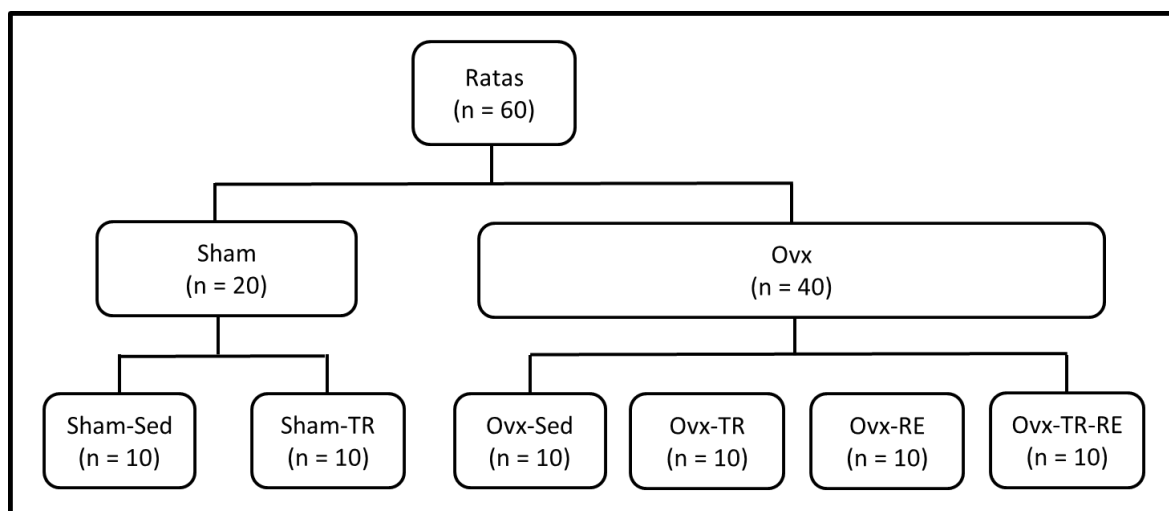 Ratas
(n = 60)
Sham
(n = 20)
Ovx
(n = 40)
Sham-Sed
(n = 10)
Sham-TR
(n = 10)
Ovx-Sed
(n = 10)
Ovx-TR
(n = 10)
Ovx-RE
(n = 10)
Ovx-TR-RE
(n = 10)